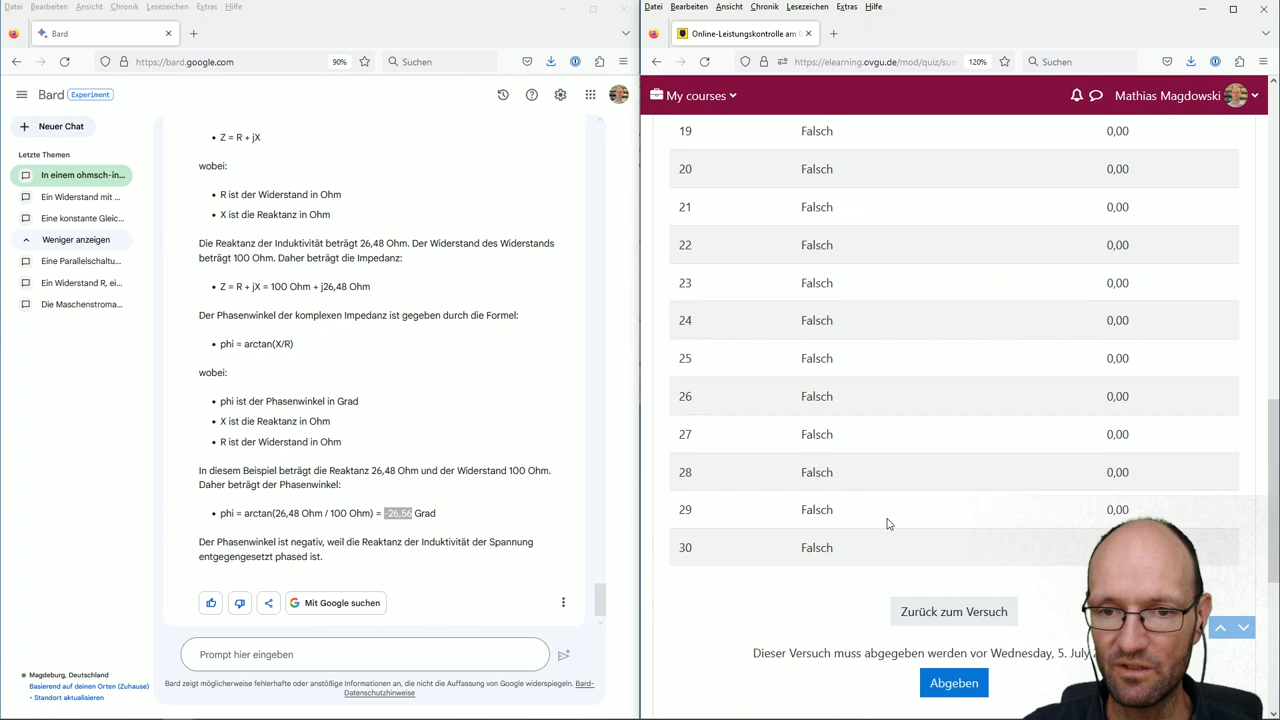 Datei Bearbeiten Ansicht Chronik Lesezeichen Extras Hilfe
Bard
https://bard.google.com
90%
Suchen
Bard Experiment
Neuer Chat
Letzte Themen
In einem ohmsch-in...
Ein Widerstand mit ...
Eine konstante Gleic...
Weniger anzeigen
Eine Parallelschaltu...
Ein Widerstand R, ei...
Die Maschenstroma...
Magdeburg, Deutschland
Basierend auf deinen Orten (Zuhause)
• Standort aktualisieren
• Z = R + jX
wobei:
• R ist der Widerstand in Ohm
• X ist die Reaktanz in Ohm
Die Reaktanz der Induktivität beträgt 26,48 Ohm. Der Widerstand des Widerstands
beträgt 100 Ohm. Daher beträgt die Impedanz:
• Z = R + jX = 100 Ohm + j26,48 Ohm
Der Phasenwinkel der komplexen Impedanz ist gegeben durch die Formel:
• phi = arctan(X/R)
wobei:
• phi ist der Phasenwinkel in Grad
• X ist die Reaktanz in Ohm
• R ist der Widerstand in Ohm
In diesem Beispiel beträgt die Reaktanz 26,48 Ohm und der Widerstand 100 Ohm.
Daher beträgt der Phasenwinkel:
• phi = arctan(26,48 Ohm / 100 Ohm) = -26,56 Grad
Der Phasenwinkel ist negativ, weil die Reaktanz der Induktivität der Spannung
entgegengesetzt phased ist.
Mit Google suchen
Prompt hier eingeben
Bard zeigt möglicherweise fehlerhafte oder anstößige Informationen an, die nicht die Auffassung von Google widerspiegeln. Bard-
Datenschutzhinweise
Datei Bearbeiten Ansicht Chronik Lesezeichen Extras Hilfe
Online-Leistungskontrolle am
https://elearning.ovgu.de/mod/quiz/sum
120%
Suchen
My courses
Mathias Magdowski
19 Falsch 0,00
20 Falsch 0,00
21 Falsch 0,00
22 Falsch 0,00
23 Falsch 0,00
24 Falsch 0,00
25 Falsch 0,00
26 Falsch 0,00
27 Falsch 0,00
28 Falsch 0,00
29 Falsch 0,00
30 Falsch
Zurück zum Versuch
Dieser Versuch muss abgegeben werden vor Wednesday, 5. July
Abgeben